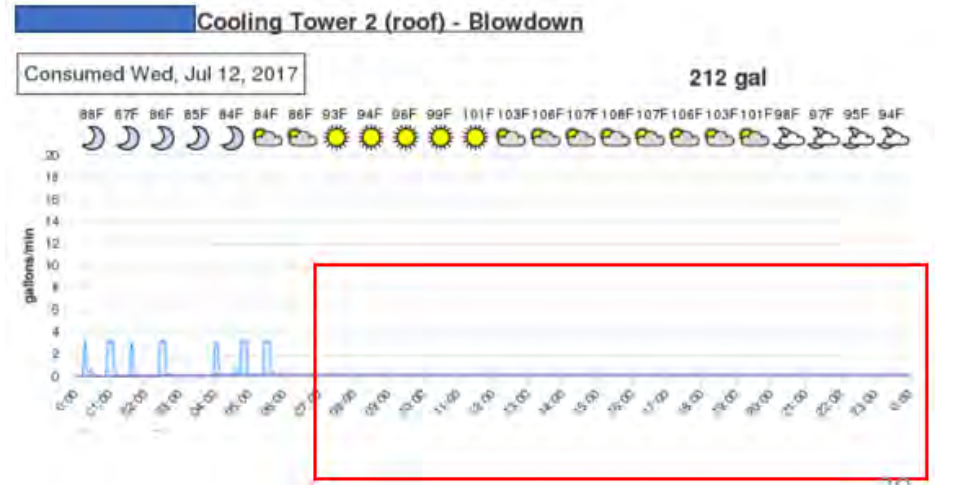 Cooling Tower 2 (roof) - Blowdown
Consumed Wed, Jul 12, 2017
212 gal
88F 87F 86F 85F 84F 84F 86F 93F 94F 96F 99F 101F 103F 106F 107F 108F 107F 106F 103F 101F 98F 97F 95F 94F
20
18
16
14
12
10
8
6
4
2
0
gallons/min
0:00 01:00 02:00 03:00 04:00 05:00 06:00 07:00 08:00 09:00 10:00 11:00 12:00 13:00 14:00 15:00 16:00 17:00 18:00 19:00 20:00 21:00 22:00 23:00 0:00